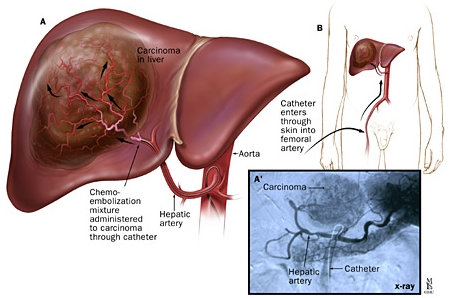 A
Carcinoma
in liver
Chemo-
embolization
mixture
administered
to carcinoma
through catheter
Hepatic
artery
Aorta
B
Catheter
enters
through
skin into
femoral
artery
A'
Carcinoma
Hepatic
artery
Catheter
x-ray